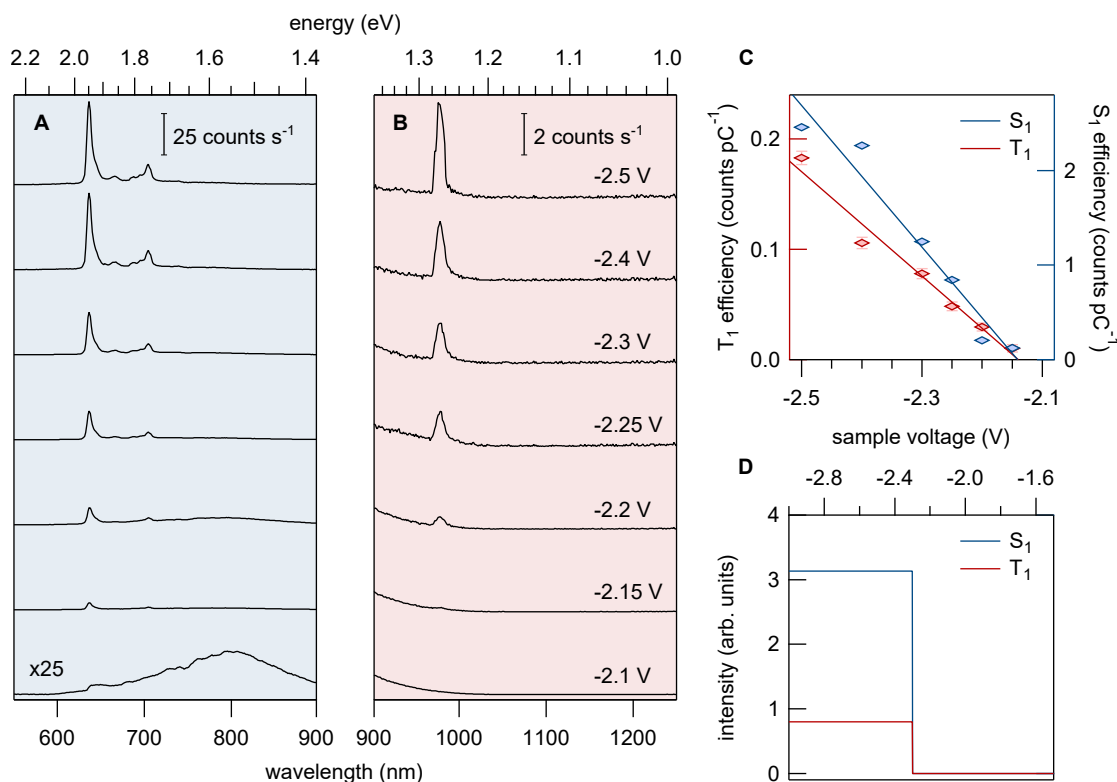 energy (eV)
2.2 2.0 1.8 1.6 1.4
1.3 1.2 1.1 1.0
A
25 counts s⁻¹
B
2 counts s⁻¹
-2.5 V
-2.4 V
-2.3 V
-2.25 V
-2.2 V
-2.15 V
-2.1 V
x25
600 700 800 900
900 1000 1100 1200
wavelength (nm)
C
T₁ efficiency (counts pC⁻¹)
0.2
0.1
0.0
S₁
T₁
2
1
0
S₁ efficiency (counts pC⁻¹)
-2.5 -2.3 -2.1
sample voltage (V)
D
-2.8 -2.4 -2.0 -1.6
intensity (arb. units)
4
3
2
1
0
S₁
T₁